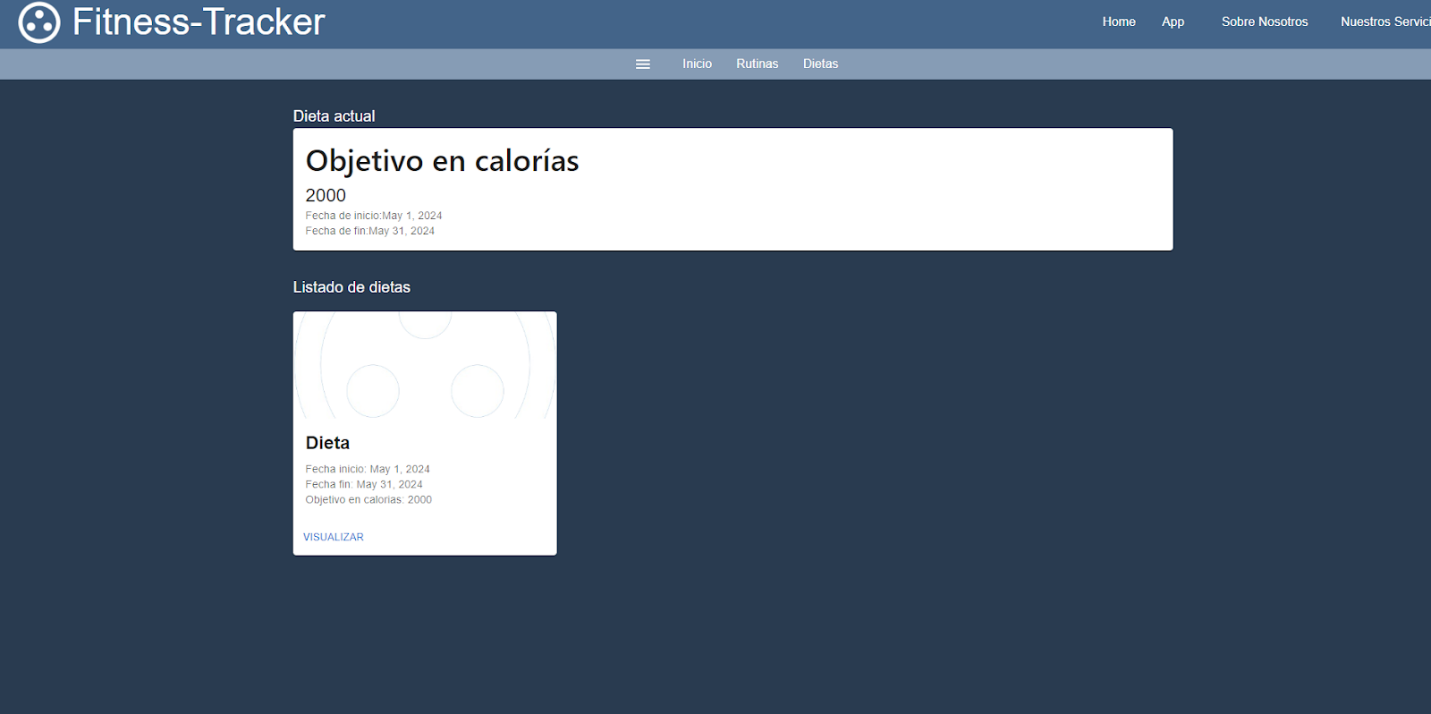 Fitness-Tracker
Home App Sobre Nosotros Nuestros Servici
Inicio Rutinas Dietas
Dieta actual
Objetivo en calorías
2000
Fecha de inicio:May 1, 2024
Fecha de fin:May 31, 2024
Listado de dietas
Dieta
Fecha inicio: May 1, 2024
Fecha fin: May 31, 2024
Objetivo en calorias: 2000
VISUALIZAR